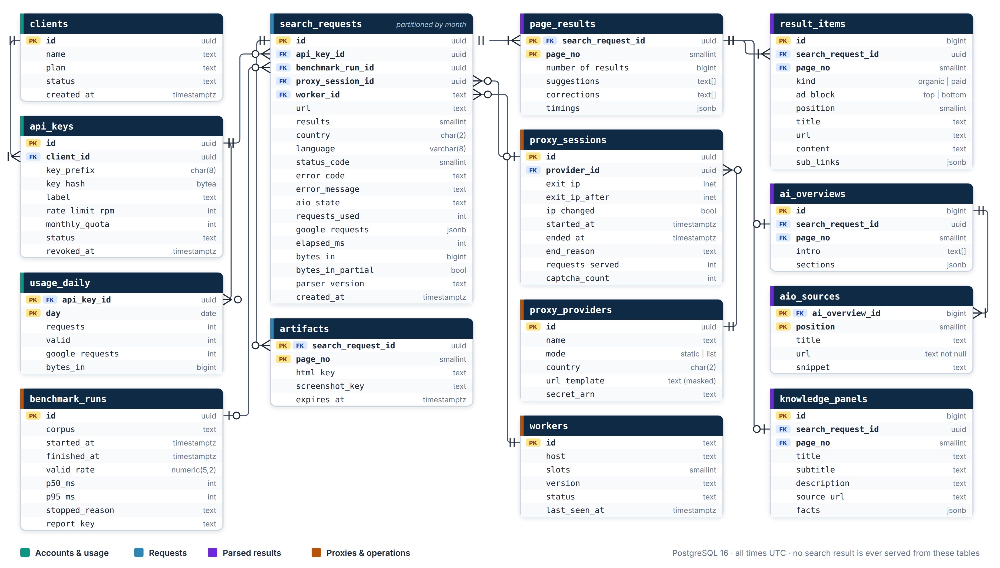 clients
PK id uuid
name text
plan text
status text
created_at timestamptz
api_keys
PK id uuid
FK client_id uuid
key_prefix char(8)
key_hash bytea
label text
rate_limit_rpm int
monthly_quota int
status text
revoked_at timestamptz
usage_daily
PK FK api_key_id uuid
PK day date
requests int
valid int
google_requests int
bytes_in bigint
benchmark_runs
PK id uuid
corpus text
started_at timestamptz
finished_at timestamptz
valid_rate numeric(5,2)
p50_ms int
p95_ms int
stopped_reason text
report_key text
search_requests partitioned by month
PK id uuid
FK api_key_id uuid
FK benchmark_run_id uuid
FK proxy_session_id uuid
FK worker_id text
url text
results smallint
country char(2)
language varchar(8)
status_code smallint
error_code text
error_message text
aio_state text
requests_used int
google_requests jsonb
elapsed_ms int
bytes_in bigint
bytes_in_partial bool
parser_version text
created_at timestamptz
artifacts
PK FK search_request_id uuid
PK page_no smallint
html_key text
screenshot_key text
expires_at timestamptz
page_results
PK FK search_request_id uuid
PK page_no smallint
number_of_results bigint
suggestions text[]
corrections text[]
timings jsonb
proxy_sessions
PK id uuid
FK provider_id uuid
exit_ip inet
exit_ip_after inet
ip_changed bool
started_at timestamptz
ended_at timestamptz
end_reason text
requests_served int
captcha_count int
proxy_providers
PK id uuid
name text
mode static | list
country char(2)
url_template text (masked)
secret_arn text
workers
PK id text
host text
slots smallint
version text
status text
last_seen_at timestamptz
result_items
PK id bigint
FK search_request_id uuid
FK page_no smallint
kind organic | paid
ad_block top | bottom
position smallint
title text
url text
content text
sub_links jsonb
ai_overviews
PK id bigint
FK search_request_id uuid
FK page_no smallint
intro text[]
sections jsonb
aio_sources
PK FK ai_overview_id bigint
PK position smallint
title text
url text not null
snippet text
knowledge_panels
PK id bigint
FK search_request_id uuid
FK page_no smallint
title text
subtitle text
description text
source_url text
facts jsonb
Accounts & usage
Requests
Parsed results
Proxies & operations
PostgreSQL 16 · all times UTC · no search result is ever served from these tables